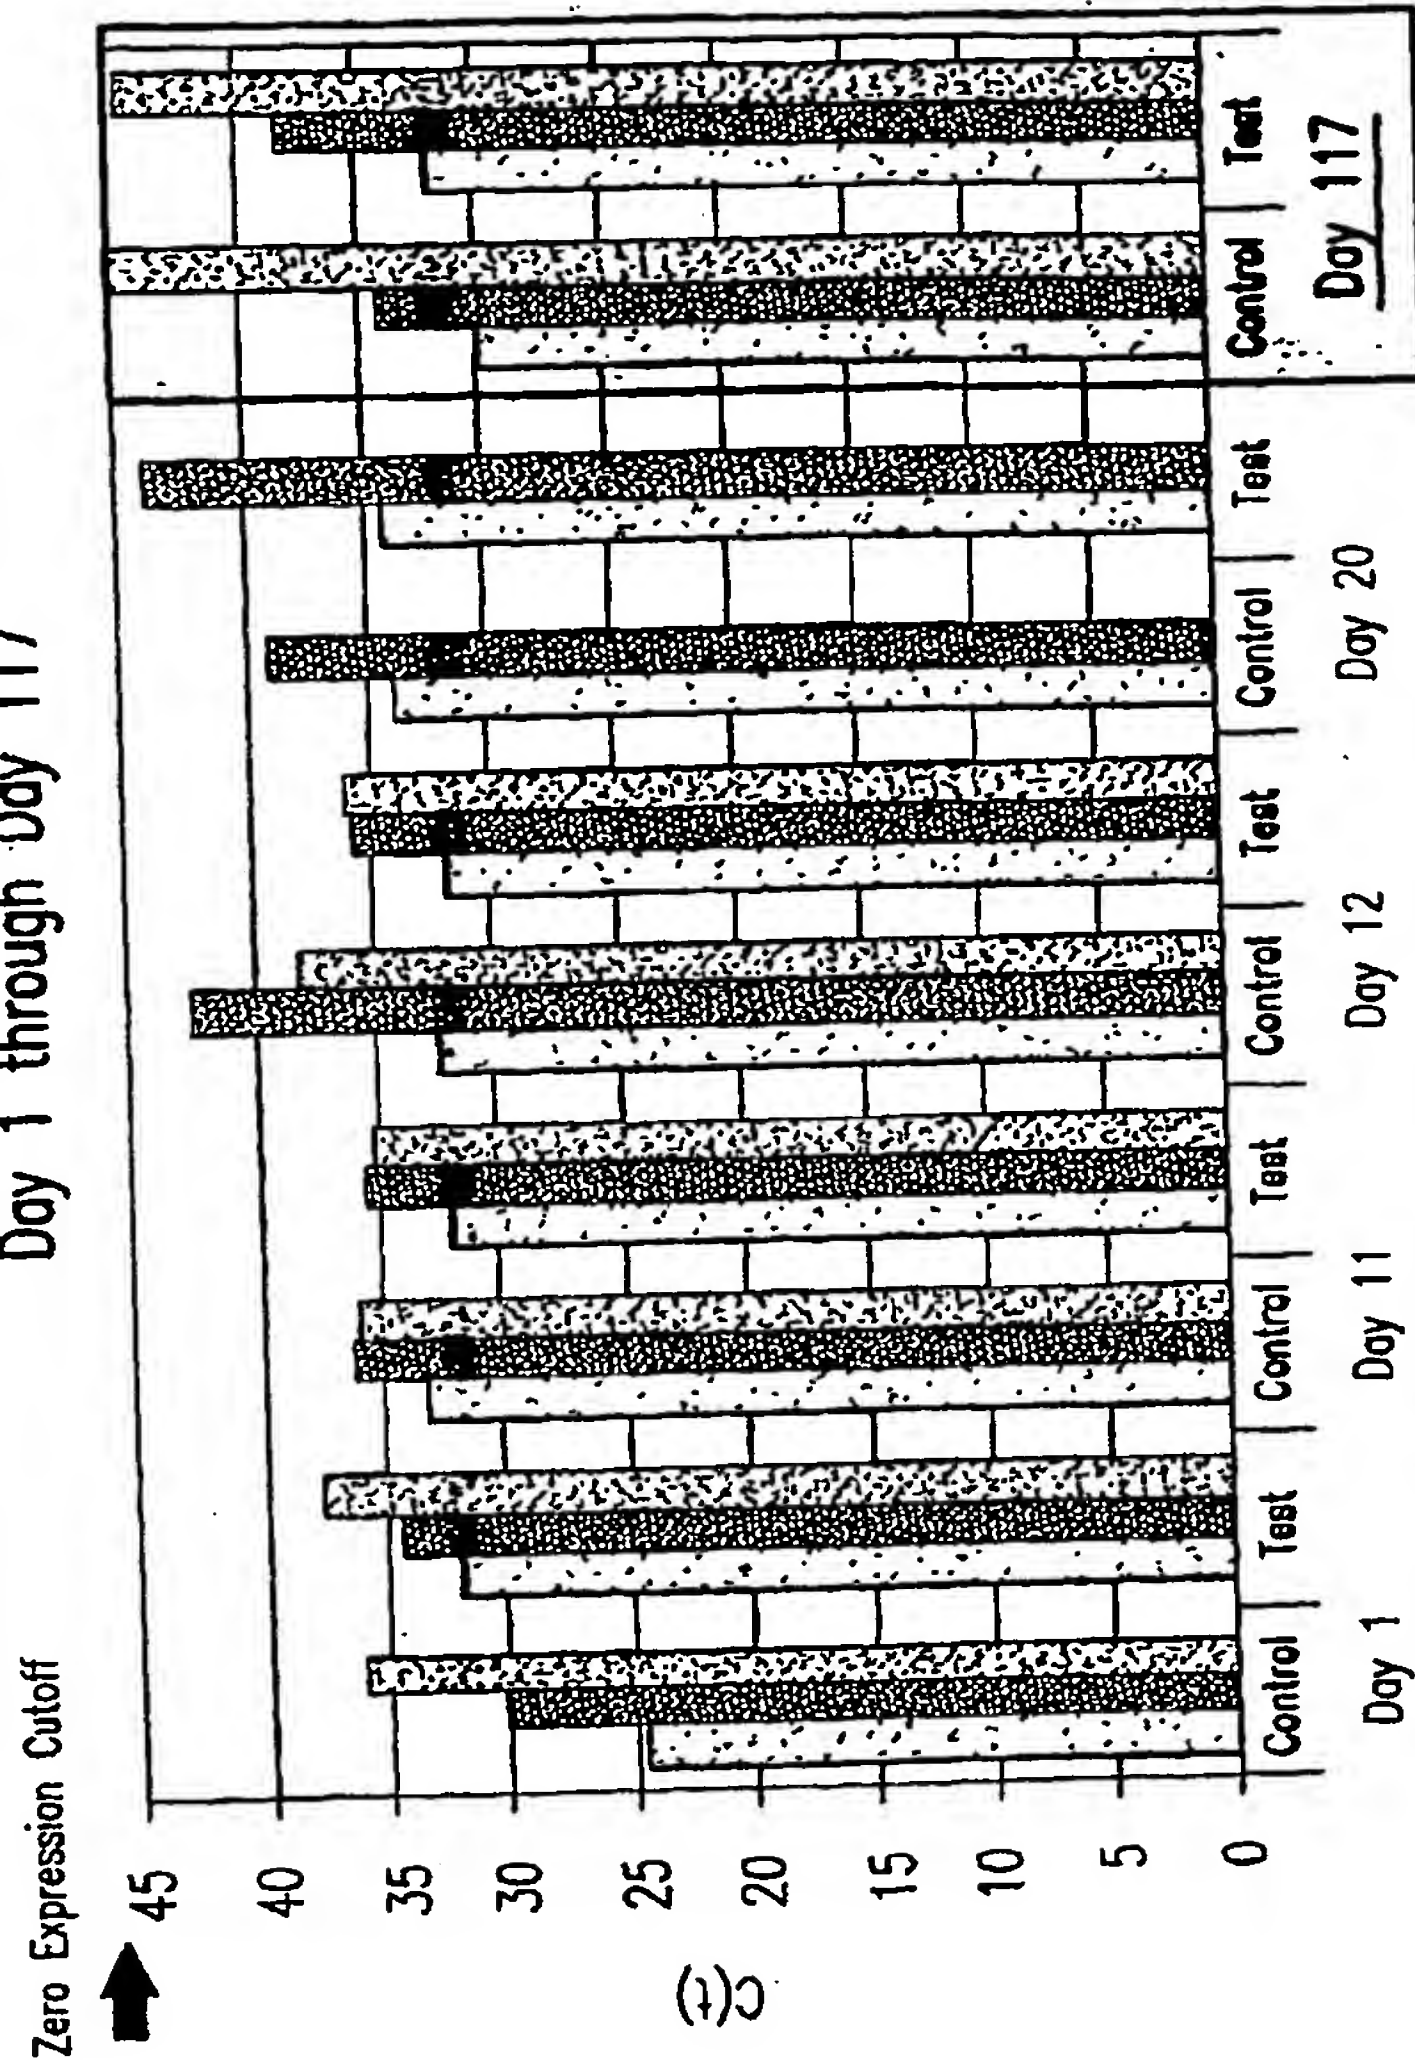 Day 1 through Day 117
Zero Expression Cutoff
45
40
35
30
25
20
15
10
5
0
C(t)
Control Test Control Test Control Test Control Test Control Test
Day 1 Day 11 Day 12 Day 20 Day 117